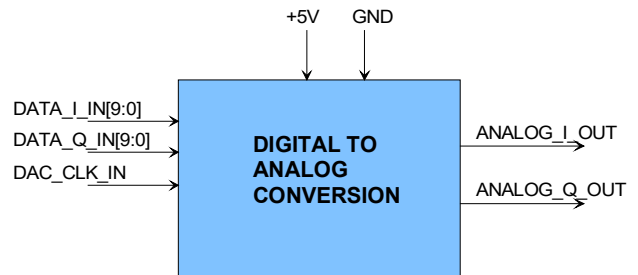 +5V GND
DATA_I_IN[9:0]
DATA_Q_IN[9:0]
DAC_CLK_IN
DIGITAL TO
ANALOG
CONVERSION
ANALOG_I_OUT
ANALOG_Q_OUT